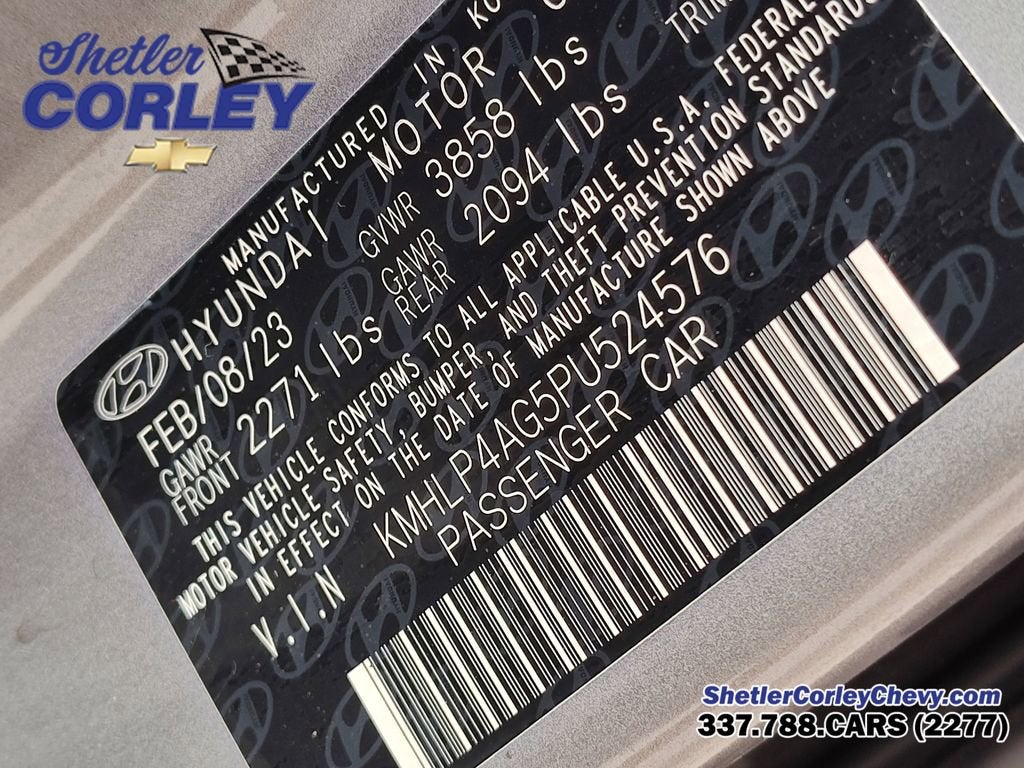 Shetler
CORLEY
MANUFACTURED IN
HYUNDAI MOTOR
FEB/08/23 GVWR 3858 lbs
GAWR FRONT 2271 lbs GAWR REAR 2094 lbs
THIS VEHICLE CONFORMS TO ALL APPLICABLE U.S.A. FEDERAL
MOTOR VEHICLE SAFETY, BUMPER, AND THEFT PREVENTION STANDARDS
IN EFFECT ON THE DATE OF MANUFACTURE SHOWN ABOVE
V.I.N KMHLP4AG5PU524576
PASSENGER CAR
ShetlerCorleyChevy.com
337.788.CARS (2277)